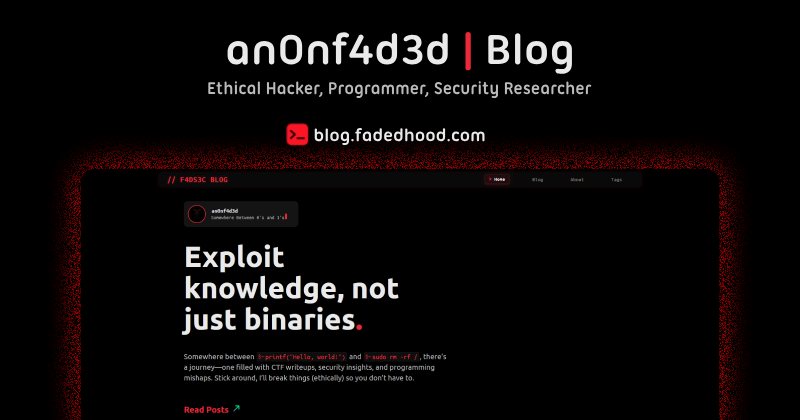 an0nf4d3d | Blog
Ethical Hacker, Programmer, Security Researcher
blog.fadedhood.com
// F4DS3C BLOG
Home Blog About Tags
an0nf4d3d
Somewhere Between 0's and 1's
Exploit
knowledge, not
just binaries.
Somewhere between printf("Hello, world!") and sudo rm -rf /, there's
a journey—one filled with CTF writeups, security insights, and programming
mishaps. Stick around, I'll break things (ethically) so you don't have to.
Read Posts